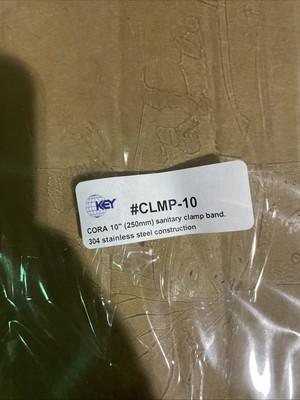 KEY
#CLMP-10
CORA 10" (250mm) sanitary clamp band.
304 stainless steel construction